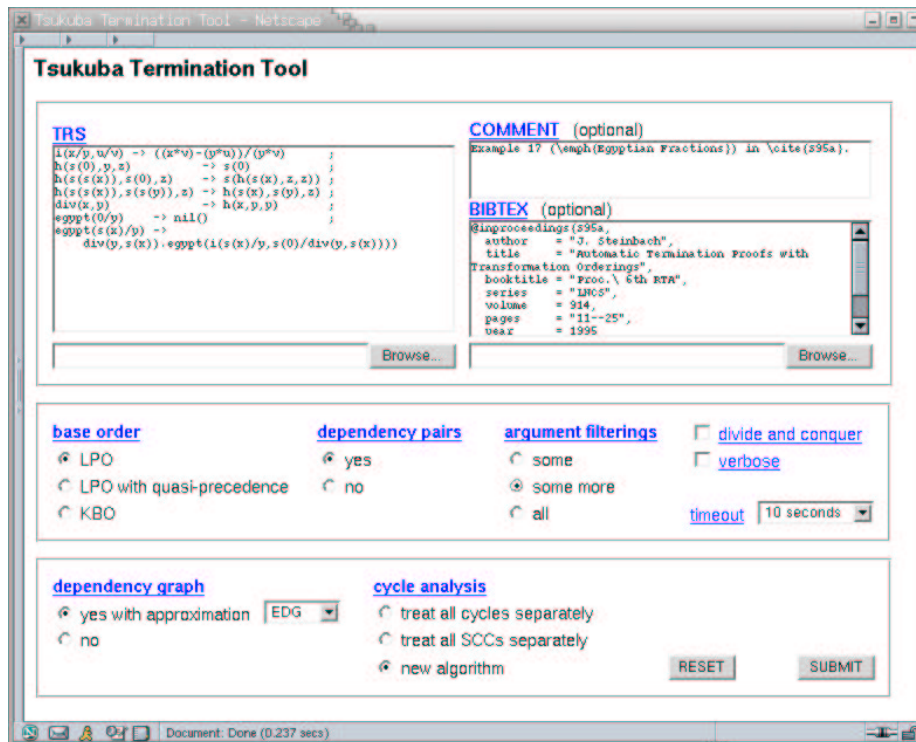 Tsukuba Termination Tool - Netscape
Tsukuba Termination Tool
TRS
i(x/y,u/v) -> ((x*v)-(y*u))/(y*v) ;
h(s(0),y,z) -> s(0) ;
h(s(s(x)),s(0),z) -> s(h(s(x),z,z)) ;
h(s(s(x)),s(s(y)),z) -> h(s(x),s(y),z) ;
div(x,y) -> h(x,y,y) ;
egypt(0/y) -> nil() ;
egypt(s(x)/y) ->
div(y,s(x)).egypt(i(s(x)/y,s(0)/div(y,s(x))))
Browse...
COMMENT (optional)
Example 17 (\emph{Egyptian Fractions}) in \cite{S95a}.
BIBTEX (optional)
@inproceedings{S95a,
author = "J. Steinbach",
title = "Automatic Termination Proofs with
Transformation Orderings",
booktitle = "Proc.\ 6th RTA",
series = "LNCS",
volume = 914,
pages = "11--25",
year = 1995
Browse...
base order
LPO
LPO with quasi-precedence
KBO
dependency pairs
yes
no
argument filterings
some
some more
all
divide and conquer
verbose
timeout 10 seconds
dependency graph
yes with approximation EDG
no
cycle analysis
treat all cycles separately
treat all SCCs separately
new algorithm
RESET SUBMIT
Document: Done (0.237 secs)